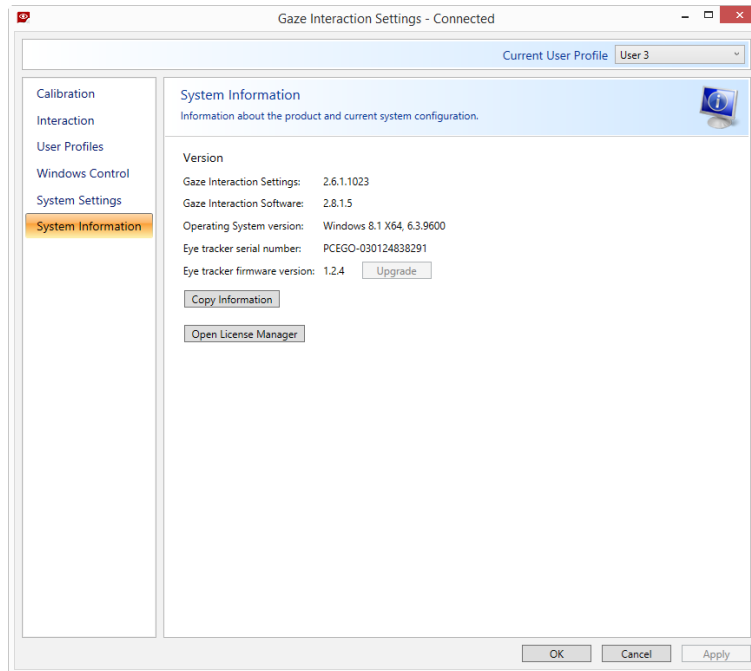 Gaze Interaction Settings - Connected
Current User Profile User 3
Calibration
Interaction
User Profiles
Windows Control
System Settings
System Information
System Information
Information about the product and current system configuration.
Version
Gaze Interaction Settings: 2.6.1.1023
Gaze Interaction Software: 2.8.1.5
Operating System version: Windows 8.1 X64, 6.3.9600
Eye tracker serial number: PCEGO-030124838291
Eye tracker firmware version: 1.2.4 Upgrade
Copy Information
Open License Manager
OK Cancel Apply